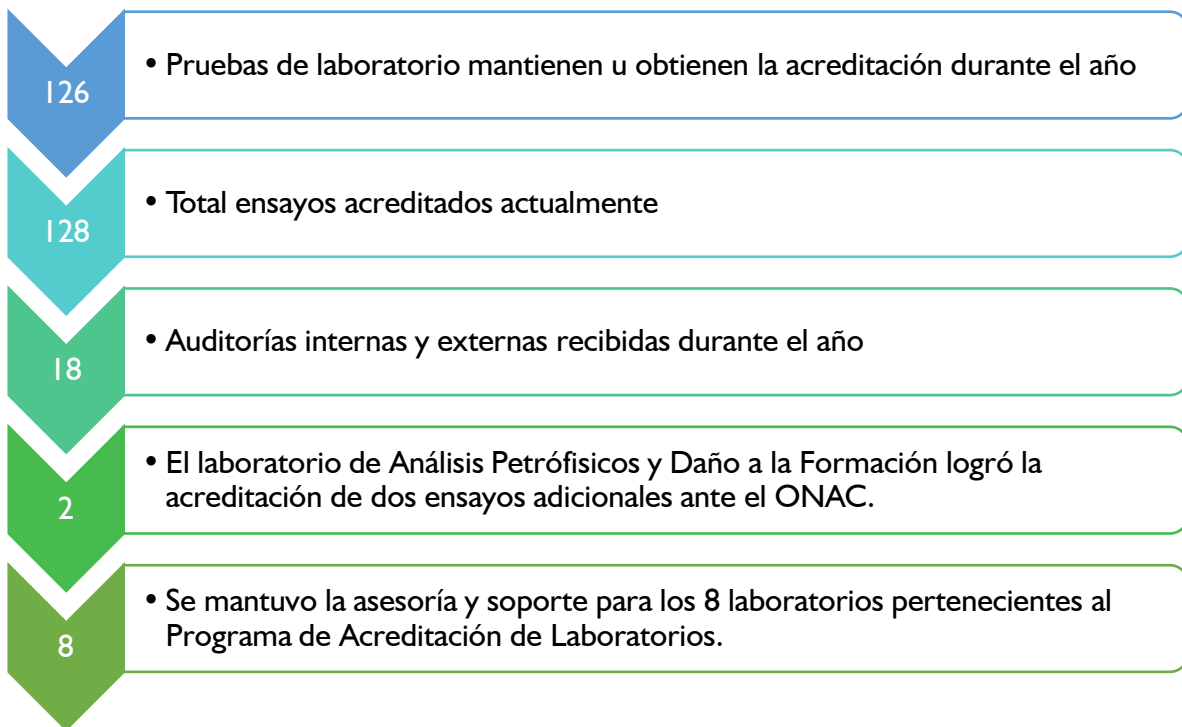 126
• Pruebas de laboratorio mantienen u obtienen la acreditación durante el año
128
• Total ensayos acreditados actualmente
18
• Auditorías internas y externas recibidas durante el año
2
• El laboratorio de Análisis Petrófisicos y Daño a la Formación logró la
acreditación de dos ensayos adicionales ante el ONAC.
8
• Se mantuvo la asesoría y soporte para los 8 laboratorios pertenecientes al
Programa de Acreditación de Laboratorios.